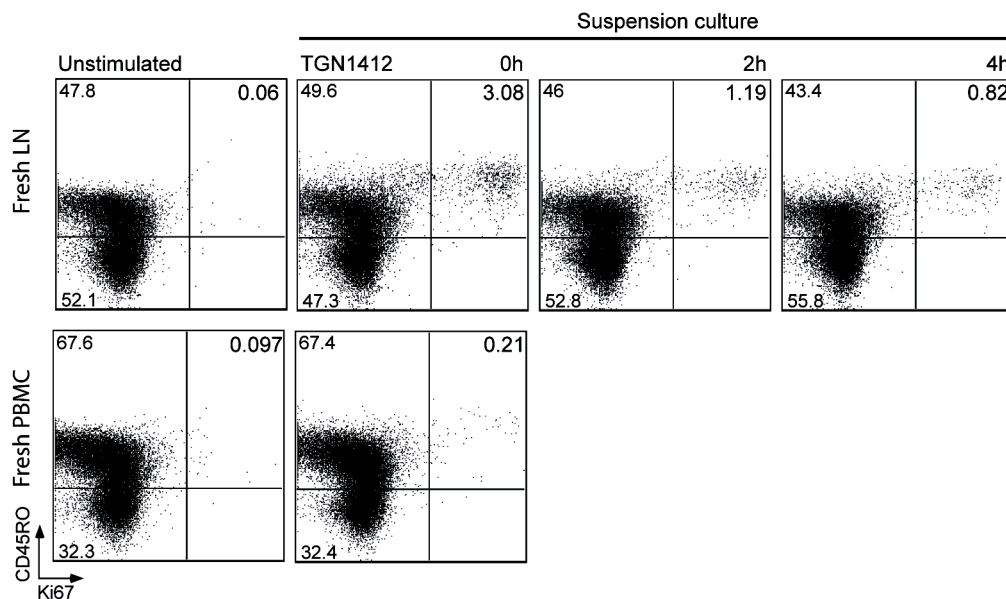 Suspension culture
Unstimulated TGN1412 0h 2h 4h
47.8 0.06 49.6 3.08 46 1.19 43.4 0.82
Fresh LN
52.1 47.3 52.8 55.8
67.6 0.097 67.4 0.21
Fresh PBMC
32.3 32.4
CD45RO
Ki67